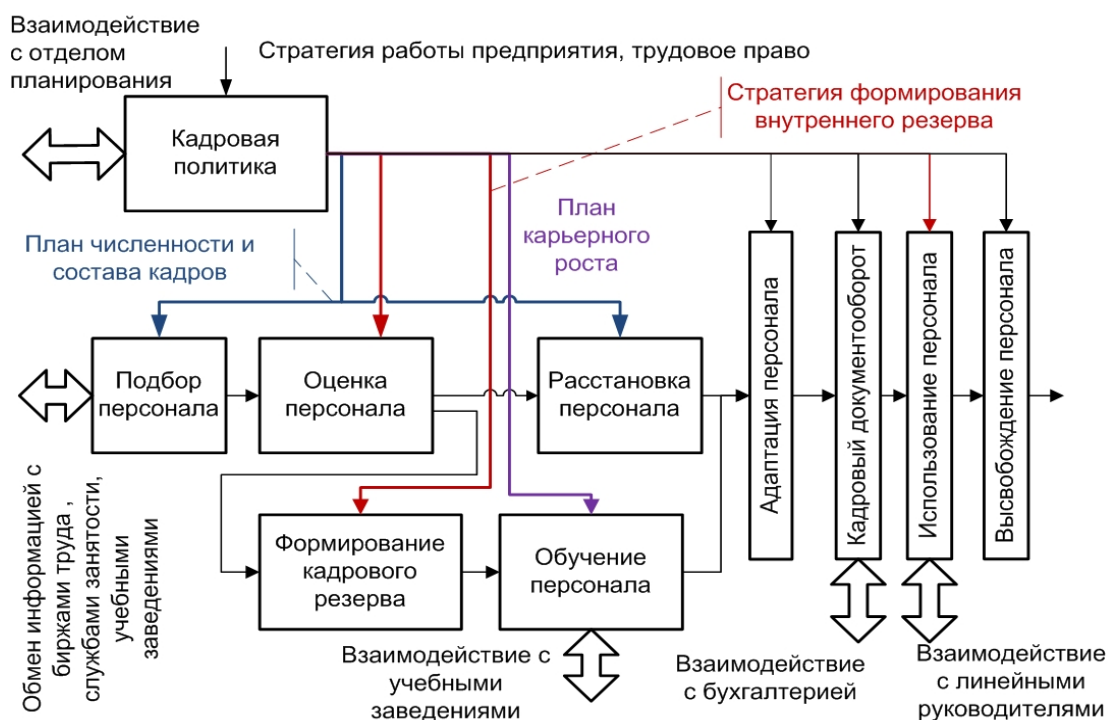 Взаимодействие
с отделом
планирования
Стратегия работы предприятия, трудовое право
Кадровая
политика
Стратегия формирования
внутреннего резерва
План численности и
состава кадров
План
карьерного
роста
Подбор
персонала
Оценка
персонала
Расстановка
персонала
Адаптация персонала
Кадровый документооборот
Использование персонала
Высвобождение персонала
Обмен информацией с
биржами труда ,
службами занятости,
учебными
заведениями
Формирование
кадрового
резерва
Обучение
персонала
Взаимодействие с
учебными
заведениями
Взаимодействие
с бухгалтерией
Взаимодействие
с линейными
руководителями